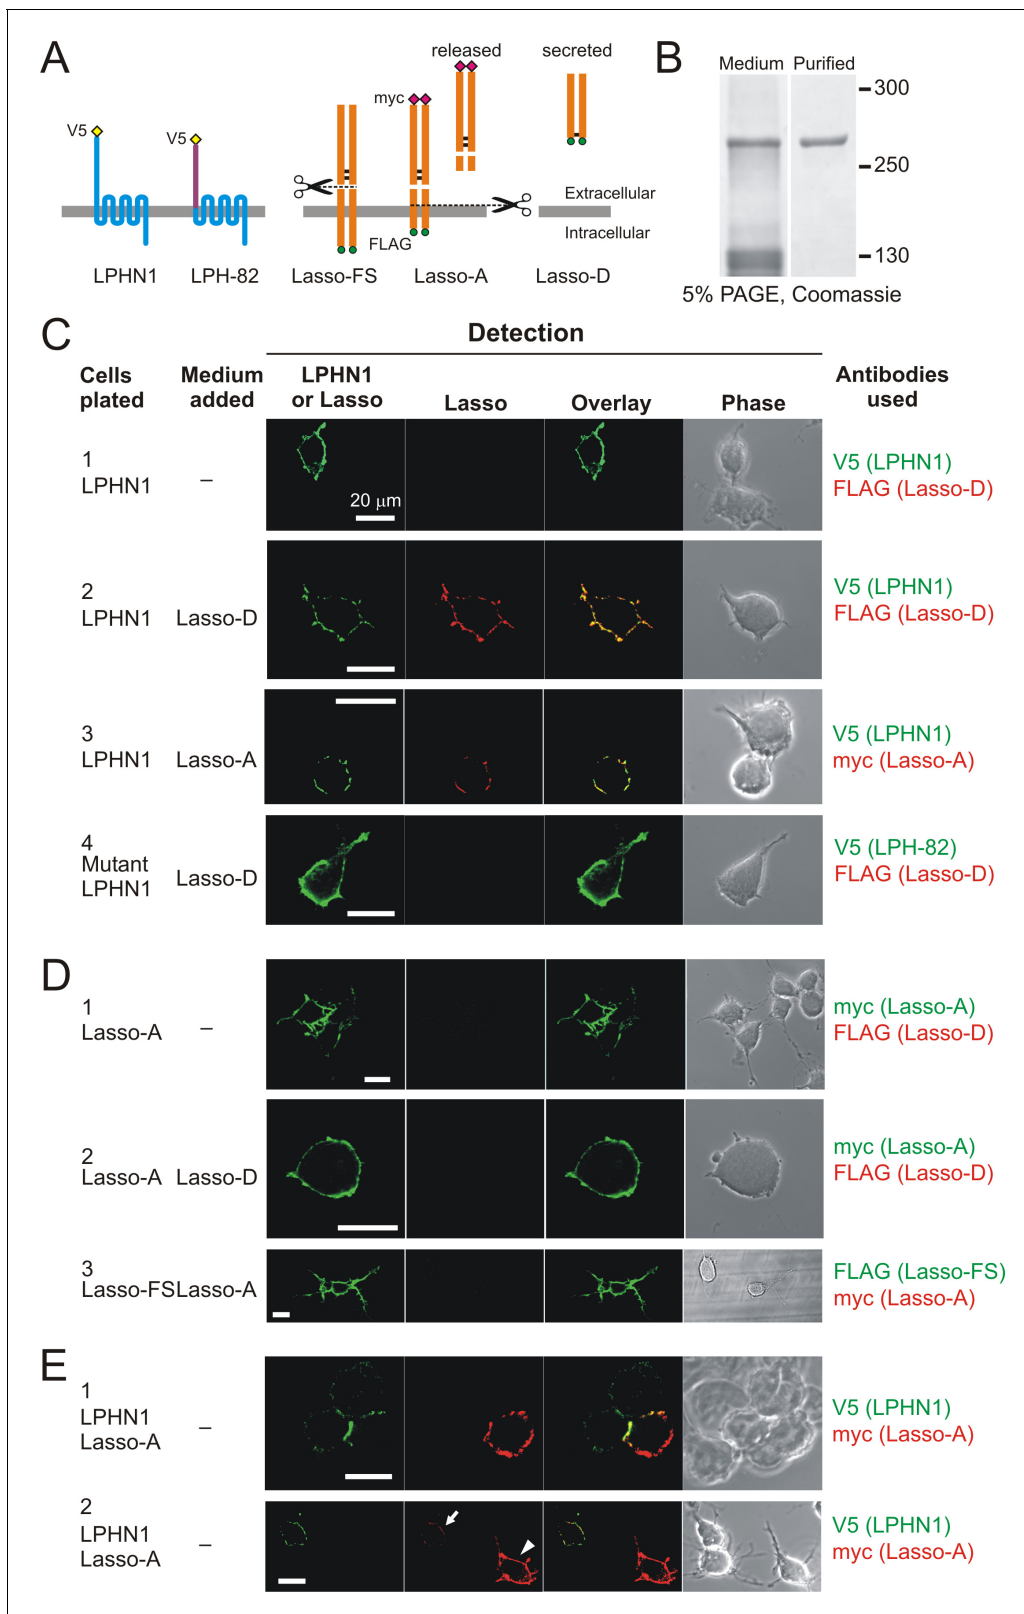 A
V5
V5
myc
released
secreted
FLAG
Extracellular
Intracellular
LPHN1
LPH-82
Lasso-FS
Lasso-A
Lasso-D
B
Medium Purified
300
250
130
5% PAGE, Coomassie
C
Detection
Cells plated
Medium added
LPHN1 or Lasso
Lasso
Overlay
Phase
Antibodies used
1
LPHN1
–
20 µm
V5 (LPHN1)
FLAG (Lasso-D)
2
LPHN1
Lasso-D
V5 (LPHN1)
FLAG (Lasso-D)
3
LPHN1
Lasso-A
V5 (LPHN1)
myc (Lasso-A)
4
Mutant
LPHN1
Lasso-D
V5 (LPH-82)
FLAG (Lasso-D)
D
1
Lasso-A
–
myc (Lasso-A)
FLAG (Lasso-D)
2
Lasso-A
Lasso-D
myc (Lasso-A)
FLAG (Lasso-D)
3
Lasso-FS
Lasso-A
FLAG (Lasso-FS)
myc (Lasso-A)
E
1
LPHN1
Lasso-A
–
V5 (LPHN1)
myc (Lasso-A)
2
LPHN1
Lasso-A
–
V5 (LPHN1)
myc (Lasso-A)